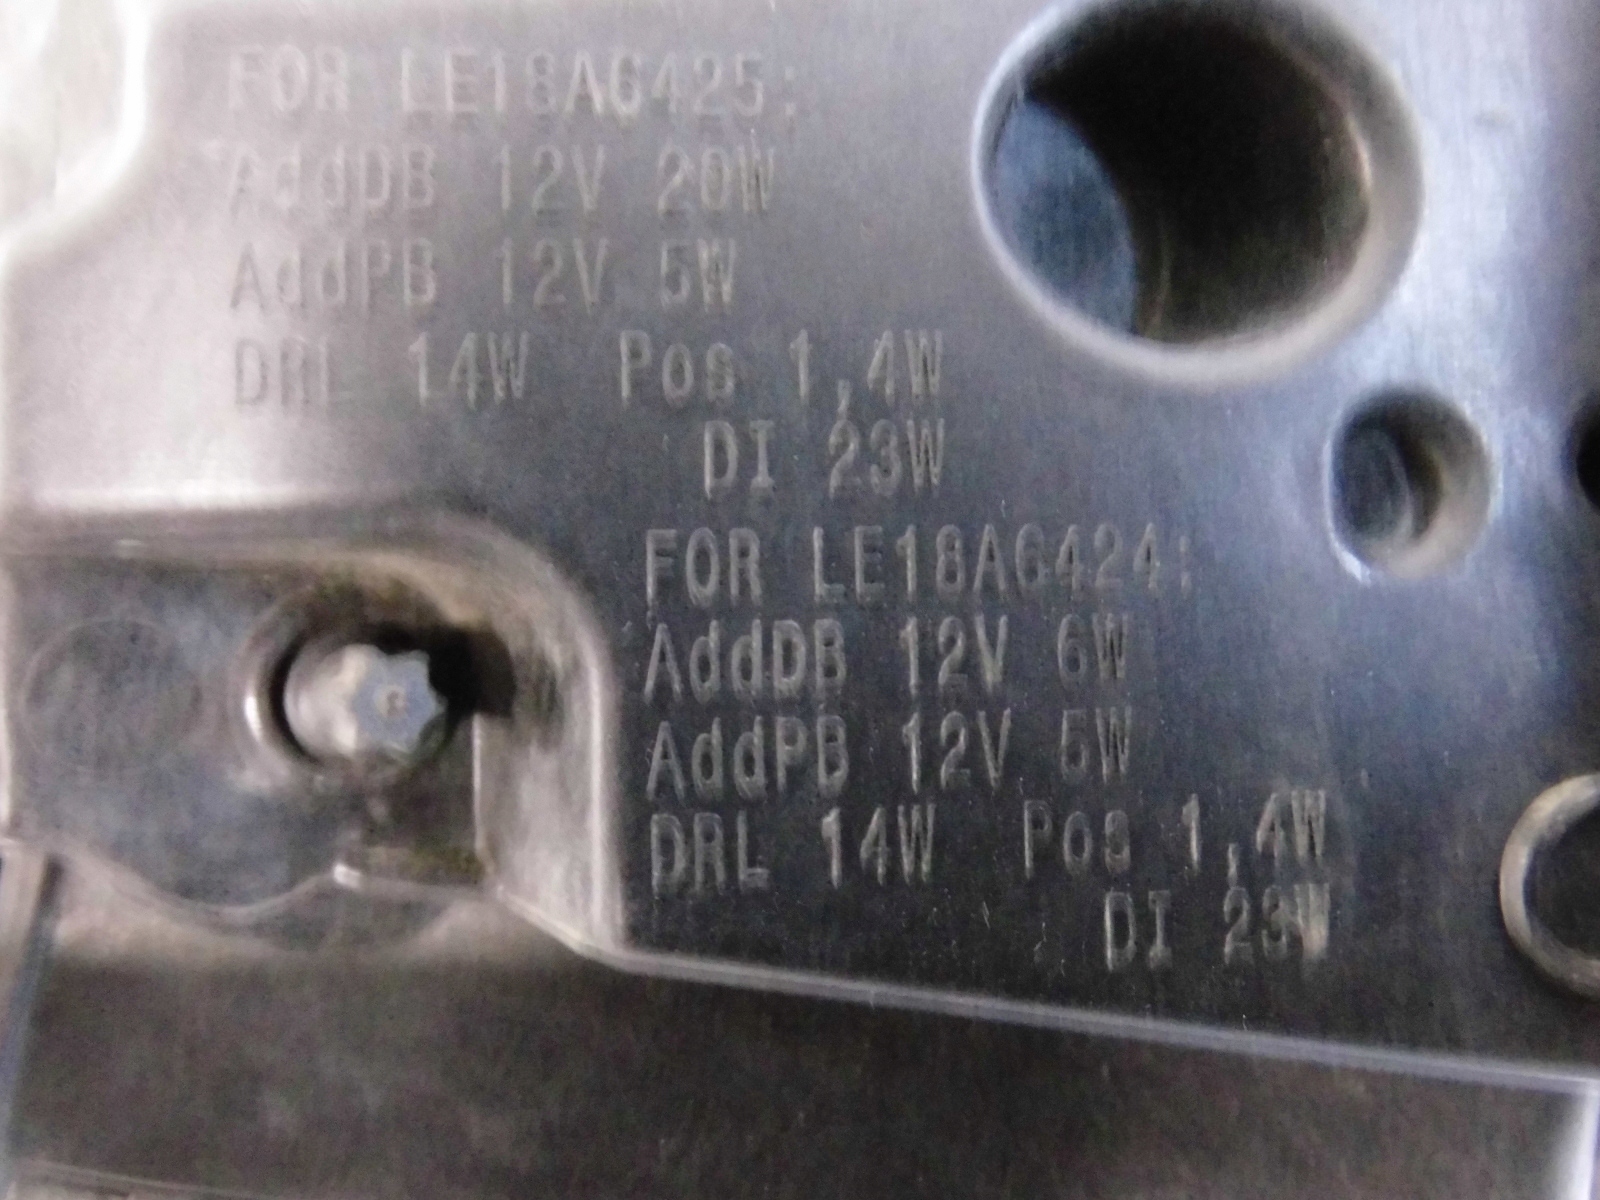 FOR LE18A6425:
AddDB 12V 20W
AddPB 12V 5W
DRL 14W Pos 1,4W
DI 23W
FOR LE18A6424:
AddDB 12V 6W
AddPB 12V 5W
DRL 14W Pos 1,4W
DI 23W